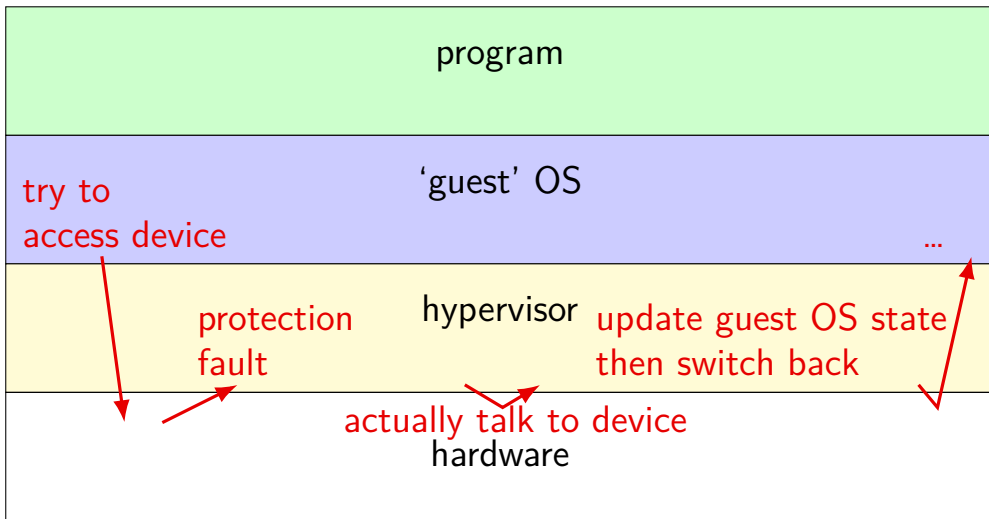 program
‘guest’ OS
try to
access device
...
hypervisor
protection
fault
update guest OS state
then switch back
actually talk to device
hardware